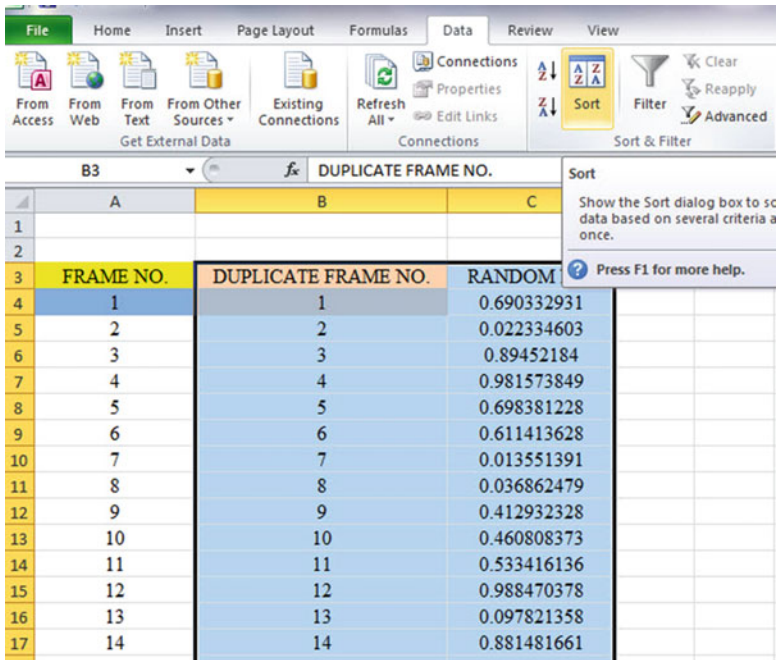 File Home Insert Page Layout Formulas Data Review View
From Access From Web From Text From Other Sources Existing Connections Refresh All Connections Properties Edit Links Sort Filter Clear Reapply Advanced
Get External Data Connections Sort & Filter
B3 fx DUPLICATE FRAME NO.
Sort
Show the Sort dialog box to
data based on several criteria
once.
Press F1 for more help.
A B C
1
2
3 FRAME NO. DUPLICATE FRAME NO. RANDOM
4 1 1 0.690332931
5 2 2 0.022334603
6 3 3 0.89452184
7 4 4 0.981573849
8 5 5 0.698381228
9 6 6 0.611413628
10 7 7 0.013551391
11 8 8 0.036862479
12 9 9 0.412932328
13 10 10 0.460808373
14 11 11 0.533416136
15 12 12 0.988470378
16 13 13 0.097821358
17 14 14 0.881481661